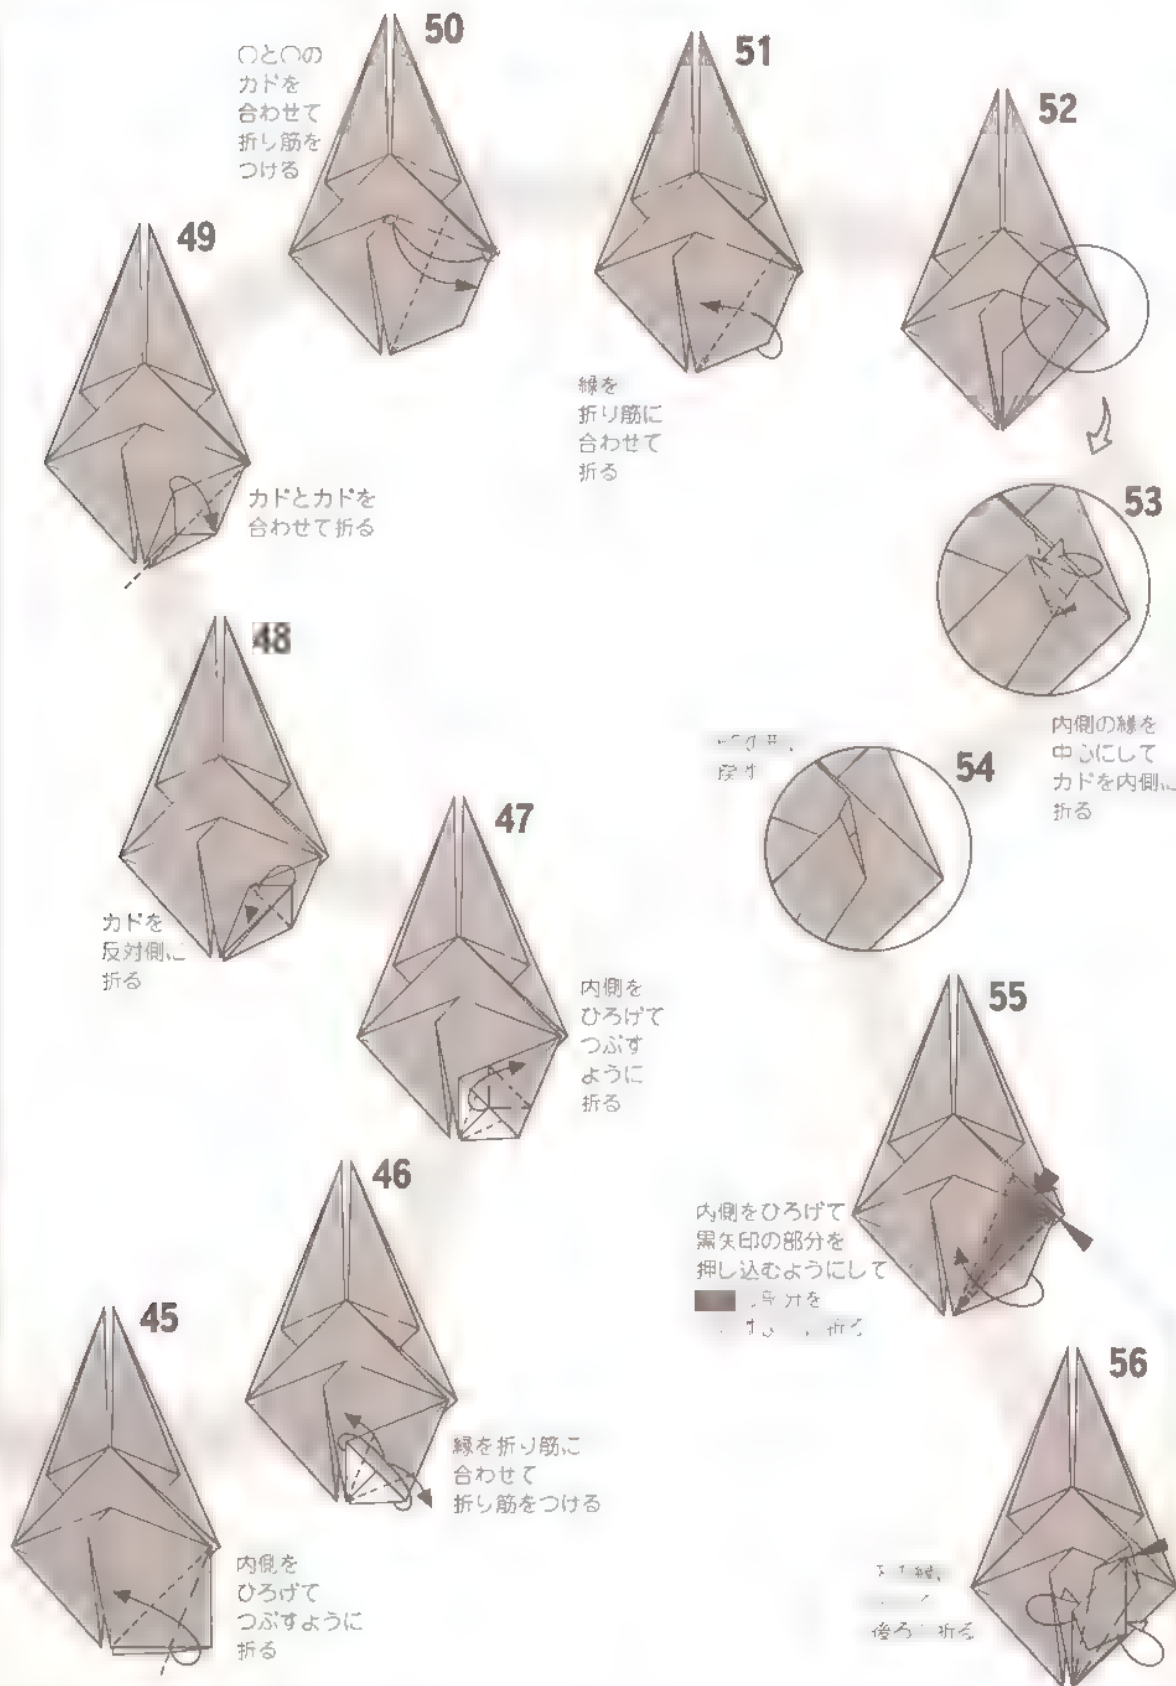 45
内側を
ひろげて
つぶすように
折る
46
縁を折り筋に
合わせて
折り筋をつける
47
内側を
ひろげて
つぶす
ように
折る
48
カドを
反対側に
折る
49
カドとカドを
合わせて折る
50
○と○の
カドを
合わせて
折り筋を
つける
51
縁を
折り筋に
合わせて
折る
52
53
内側の縁を
中心にして
カドを内側に
折る
54
戻す
55
内側をひろげて
黒矢印の部分を
押し込むようにして
部分を
折る
56
後ろ 折る